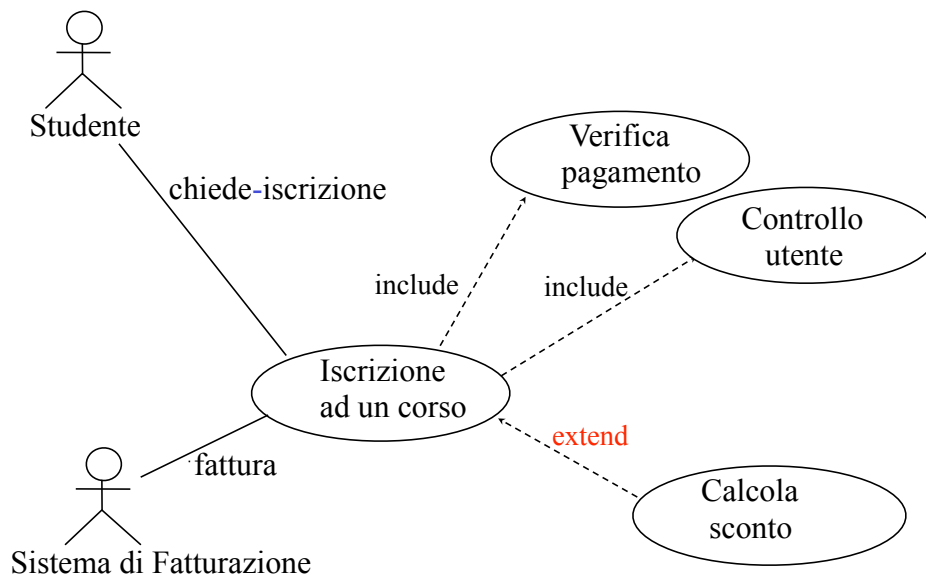 Studente
chiede-iscrizione
Verifica
pagamento
Controllo
utente
include
include
Iscrizione
ad un corso
extend
fattura
Calcola
sconto
Sistema di Fatturazione